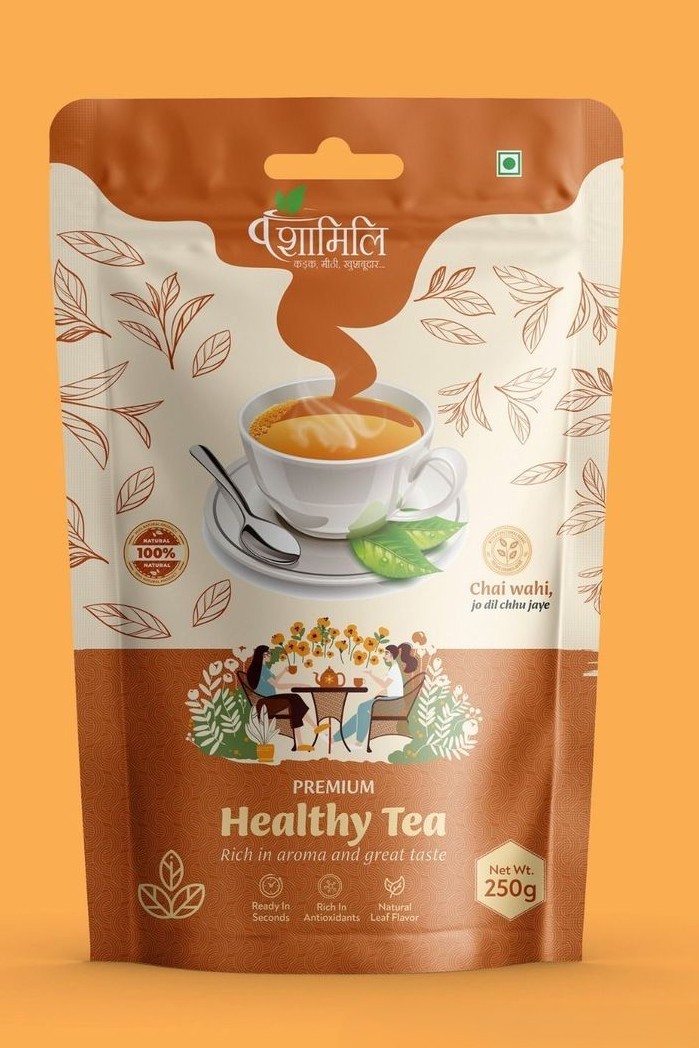 शामिलि
कड़क, मीठी, खुशबूदार...
NATURAL
100%
NATURAL
Chai wahi,
jo dil chhu jaye
PREMIUM
Healthy Tea
Rich in aroma and great taste
Ready In
Seconds
Rich In
Antioxidants
Natural
Leaf Flavor
Net Wt.
250g